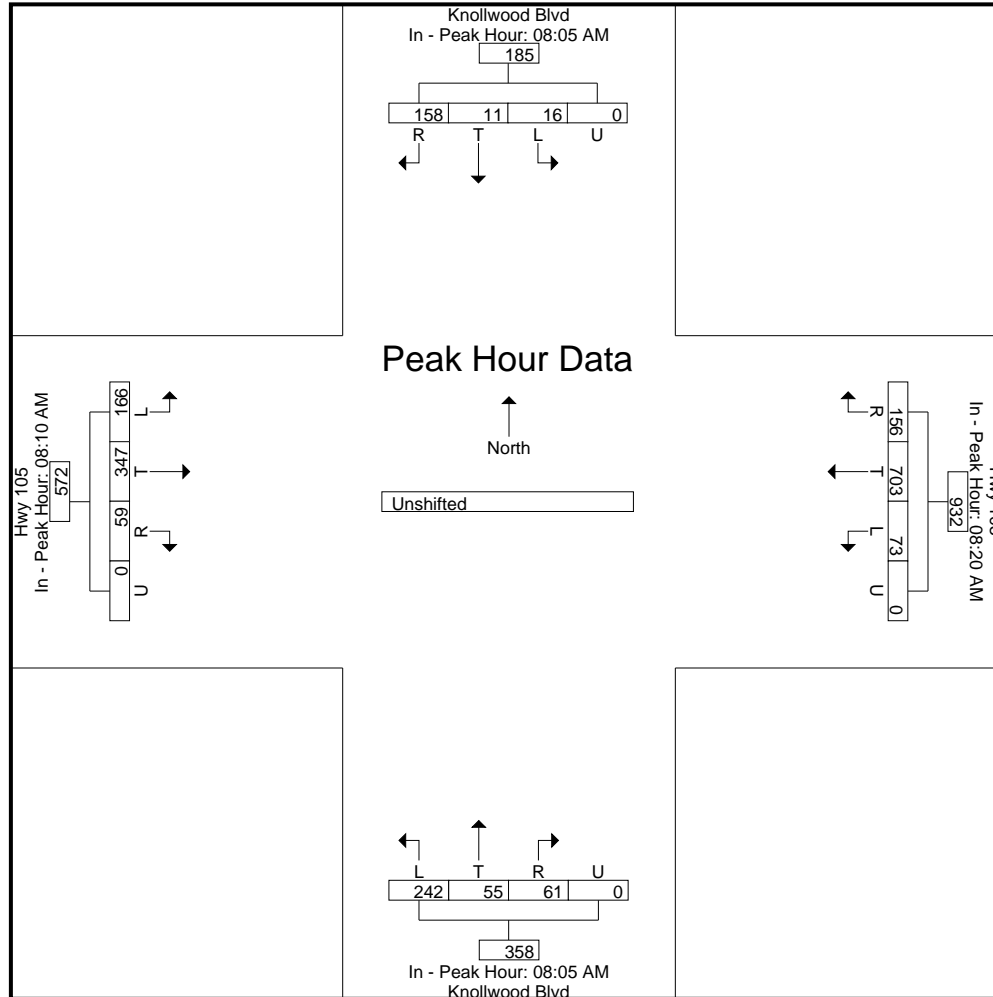 Knollwood Blvd
In - Peak Hour: 08:05 AM
185
158 11 16 0
R T L U
Peak Hour Data
North
Unshifted
Hwy 105
In - Peak Hour: 08:10 AM
572
166 347 59 0
L T R U
In - Peak Hour: 08:20 AM
932
156 703 73 0
R T L U
L T R U
242 55 61 0
358
In - Peak Hour: 08:05 AM
Knollwood Blvd